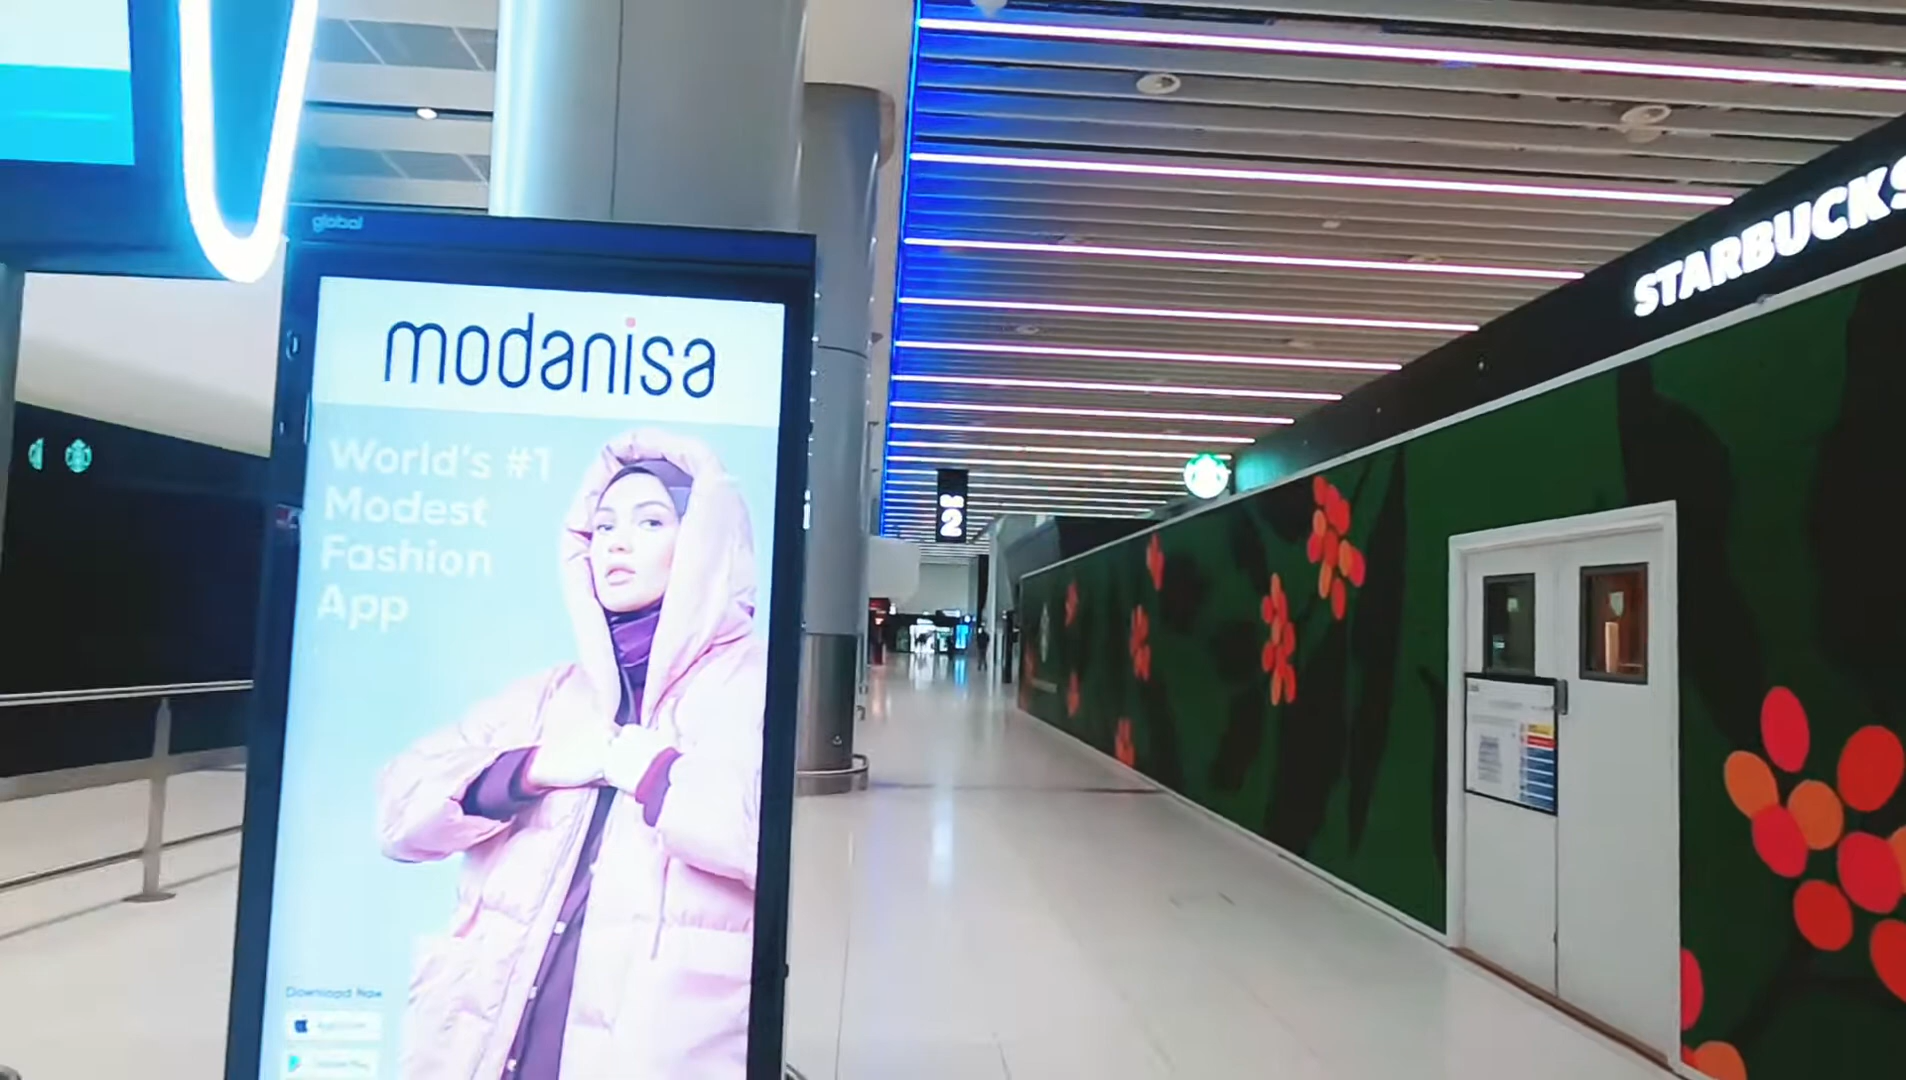 global
modanisa
World's #1
Modest
Fashion
App
Download Now
STARBUCKS
2